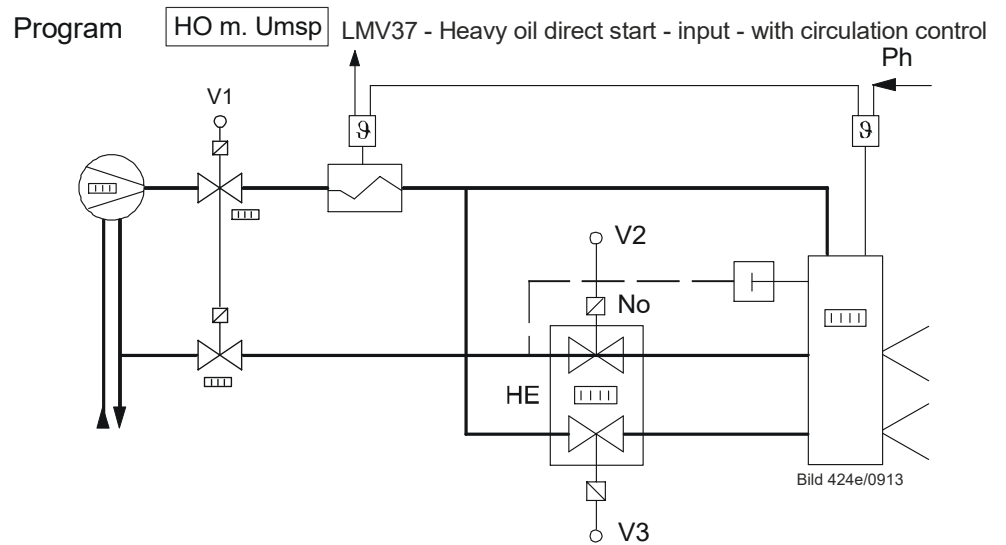 Program HO m. Umsp LMV37 - Heavy oil direct start - input - with circulation control
Ph
V1
ϑ ϑ
V2
No
HE
V3
Bild 424e/0913